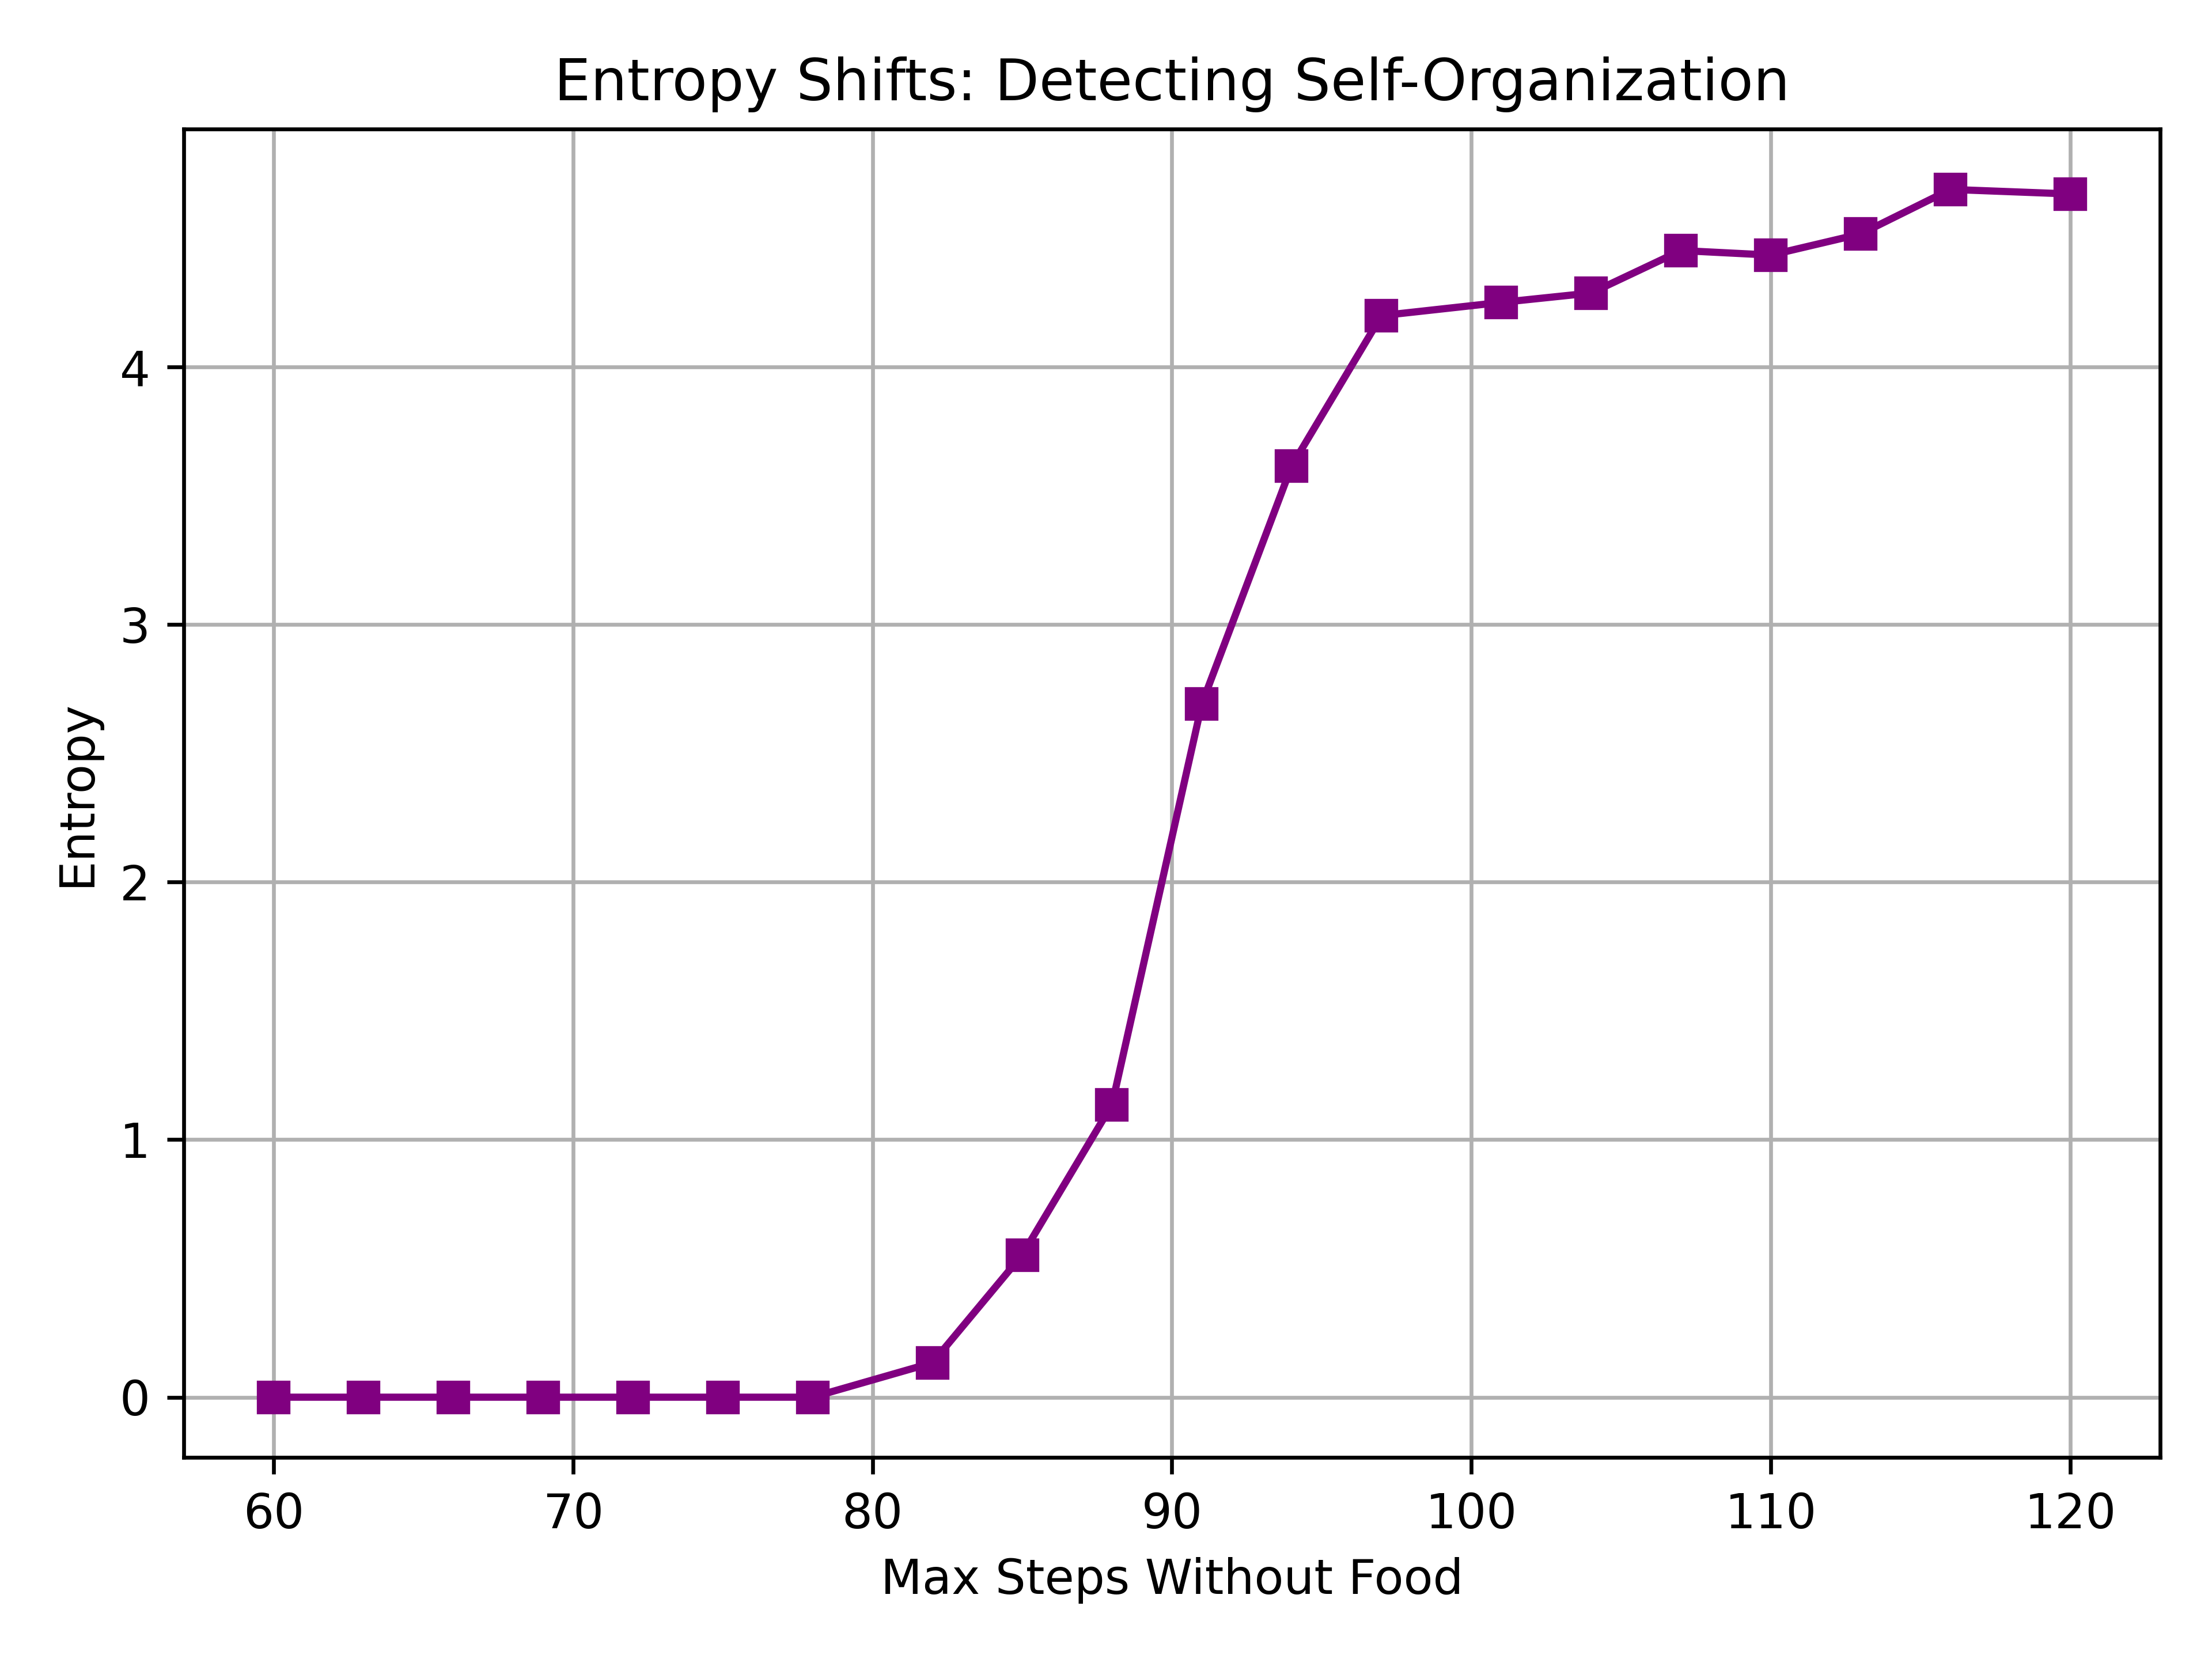 Entropy Shifts: Detecting Self-Organization
Entropy
4
3
2
1
0
60 70 80 90 100 110 120
Max Steps Without Food